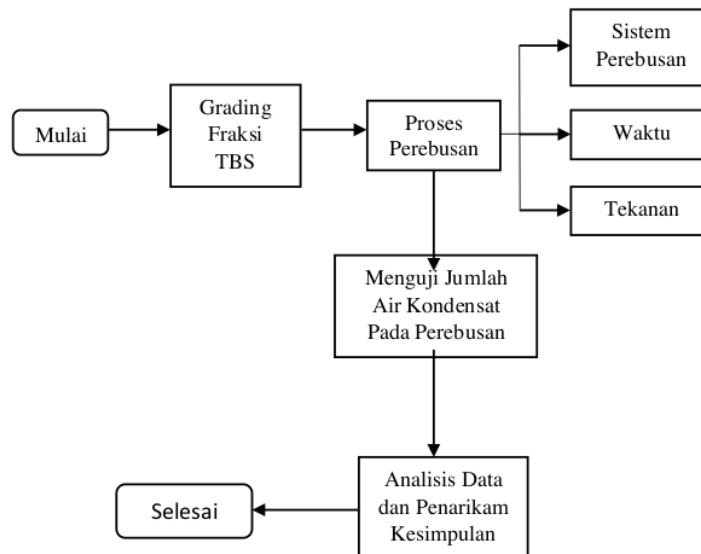 Mulai
Grading
Fraksi
TBS
Proses
Perebusan
Sistem
Perebusan
Waktu
Tekanan
Menguji Jumlah
Air Kondensat
Pada Perebusan
Analisis Data
dan Penarikam
Kesimpulan
Selesai